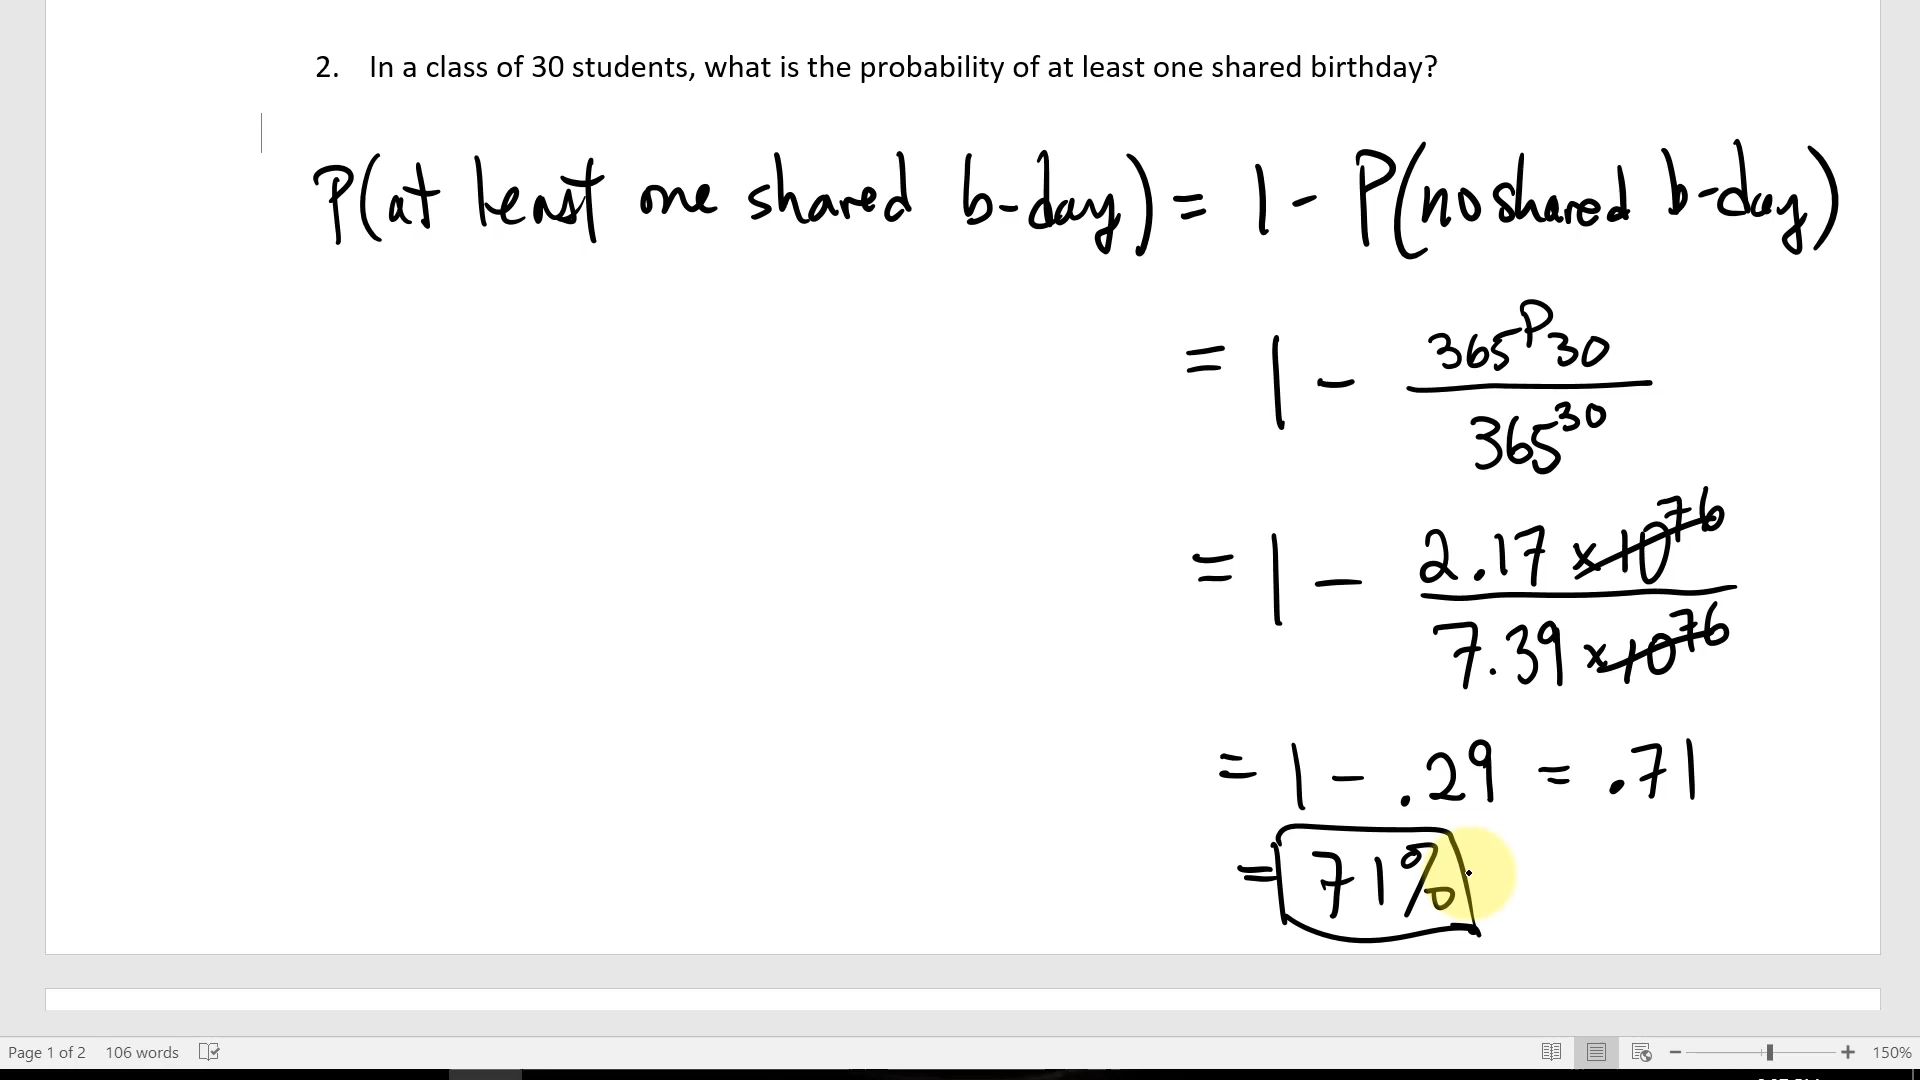 2. In a class of 30 students, what is the probability of at least one shared birthday?
P(at least one shared b-day) = 1 - P(no shared b-day)
= 1 - 365P30 / 365^30
= 1 - 2.17 x10^76 / 7.39 x10^76
= 1 - .29 = .71
= 71%
Page 1 of 2 106 words 150%